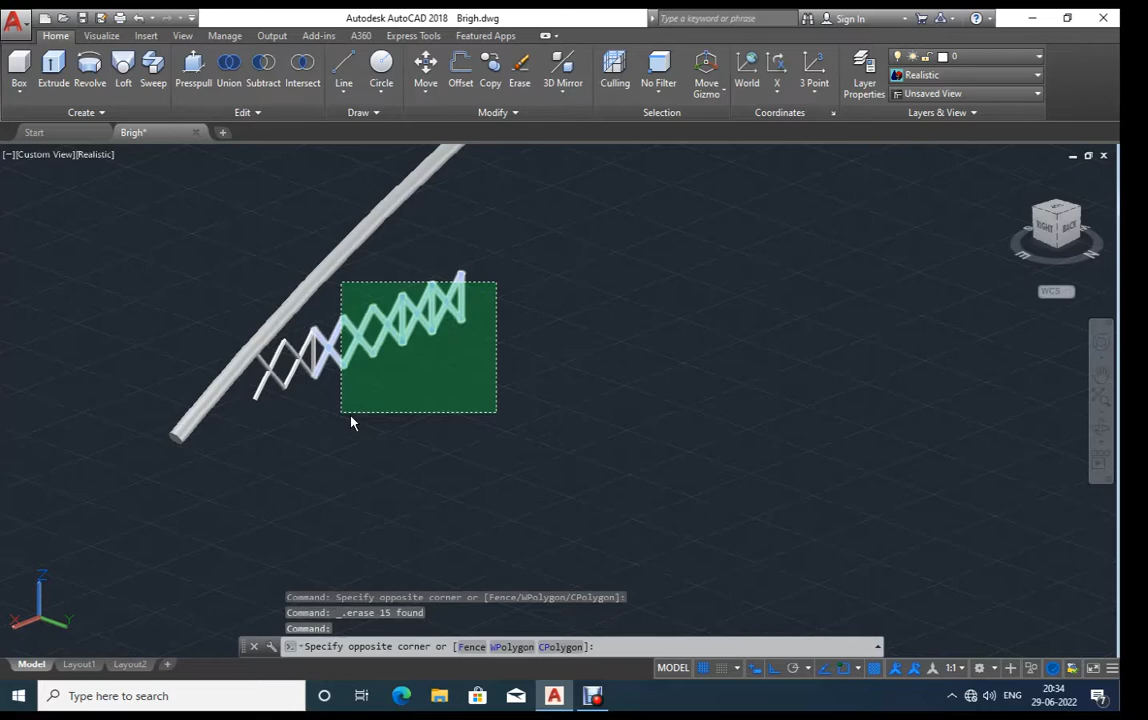 Autodesk AutoCAD 2018 Brigh.dwg
Type a keyword or phrase
Sign In
Home Visualize Insert View Manage Output Add-ins A360 Express Tools Featured Apps
Box Extrude Revolve Loft Sweep Presspull Union Subtract Intersect Line Circle Move Offset Copy Erase 3D Mirror Culling No Filter Move Gizmo World X 3 Point Layer Properties
0
Realistic
Unsaved View
Create Edit Draw Modify Selection Coordinates Layers & View
Start Brigh*
[−][Custom View][Realistic]
RIGHT BACK
WCS
Z
X Y
Command: Specify opposite corner or [Fence/WPolygon/CPolygon]:
Command: _.erase 15 found
Command:
Specify opposite corner or [Fence WPolygon CPolygon]:
Model Layout1 Layout2
MODEL 1:1
Type here to search
ENG
20:34
29-06-2022
7